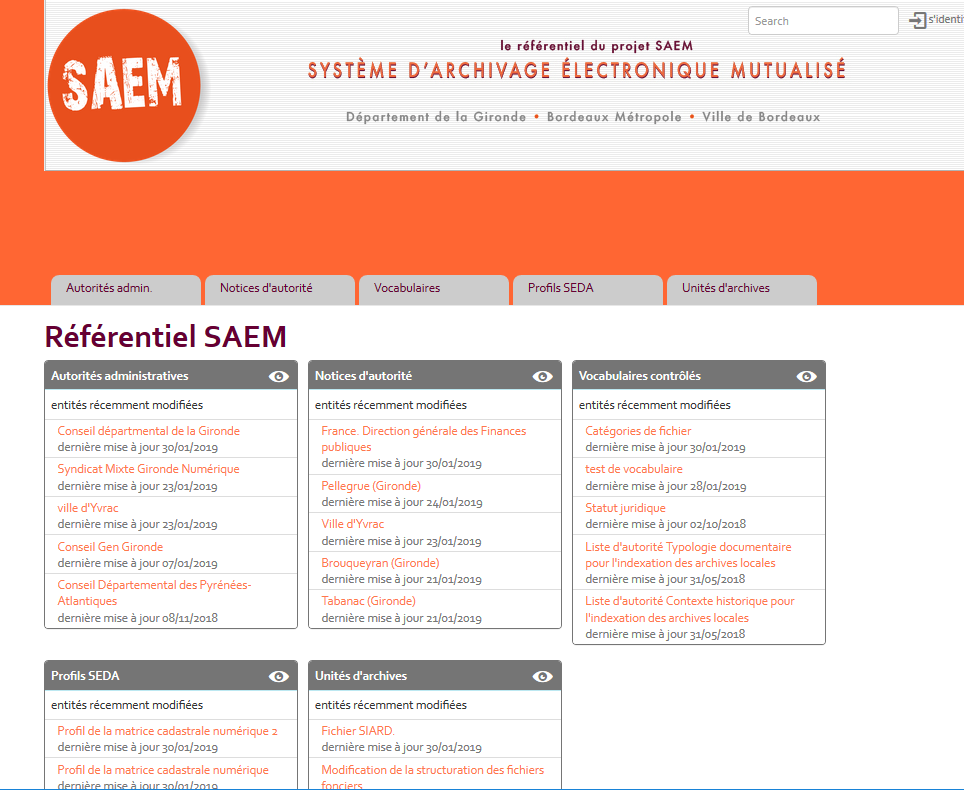 SAEM
Search
s'identi
le référentiel du projet SAEM
SYSTÈME D'ARCHIVAGE ÉLECTRONIQUE MUTUALISÉ
Département de la Gironde • Bordeaux Métropole • Ville de Bordeaux
Autorités admin.
Notices d'autorité
Vocabulaires
Profils SEDA
Unités d'archives
Référentiel SAEM
Autorités administratives
entités récemment modifiées
Conseil départmental de la Gironde
dernière mise à jour 30/01/2019
Syndicat Mixte Gironde Numérique
dernière mise à jour 23/01/2019
ville d'Yvrac
dernière mise à jour 23/01/2019
Conseil Gen Gironde
dernière mise à jour 07/01/2019
Conseil Départemental des Pyrénées-
Atlantiques
dernière mise à jour 08/11/2018
Notices d'autorité
entités récemment modifiées
France. Direction générale des Finances
publiques
dernière mise à jour 30/01/2019
Pellegrue (Gironde)
dernière mise à jour 24/01/2019
Ville d'Yvrac
dernière mise à jour 23/01/2019
Brouqueyran (Gironde)
dernière mise à jour 21/01/2019
Tabanac (Gironde)
dernière mise à jour 21/01/2019
Vocabulaires contrôlés
entités récemment modifiées
Catégories de fichier
dernière mise à jour 30/01/2019
test de vocabulaire
dernière mise à jour 28/01/2019
Statut juridique
dernière mise à jour 02/10/2018
Liste d'autorité Typologie documentaire
pour l'indexation des archives locales
dernière mise à jour 31/05/2018
Liste d'autorité Contexte historique pour
l'indexation des archives locales
dernière mise à jour 31/05/2018
Profils SEDA
entités récemment modifiées
Profil de la matrice cadastrale numérique 2
dernière mise à jour 30/01/2019
Profil de la matrice cadastrale numérique
dernière mise à jour 30/01/2019
Unités d'archives
entités récemment modifiées
Fichier SIARD.
dernière mise à jour 30/01/2019
Modification de la structuration des fichiers
fonciers